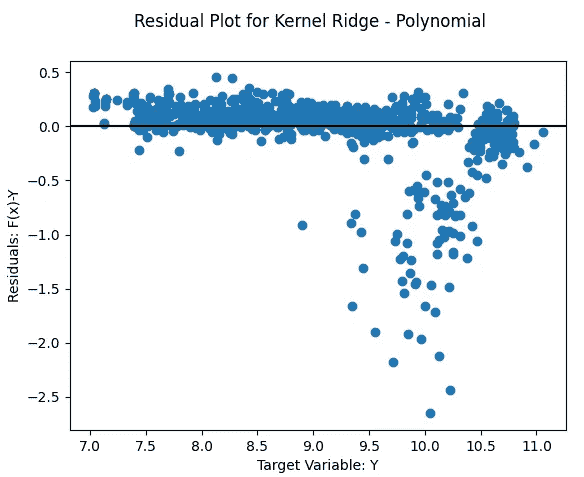 Residual Plot for Kernel Ridge - Polynomial
0.5
0.0
−0.5
−1.0
−1.5
−2.0
−2.5
Residuals: F(x)-Y
7.0 7.5 8.0 8.5 9.0 9.5 10.0 10.5 11.0
Target Variable: Y